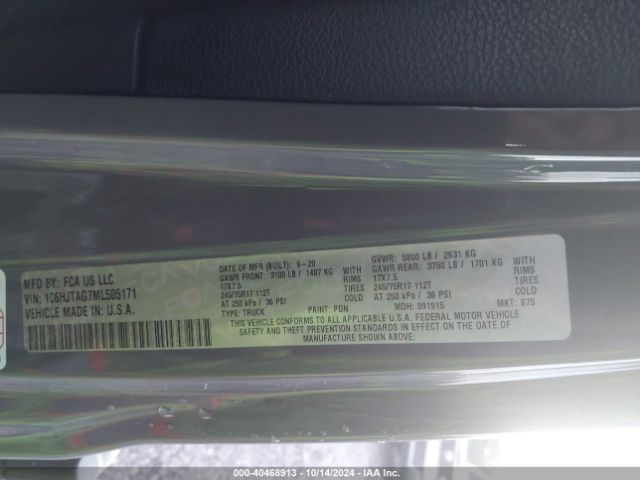 MFD BY: FCA US LLC
VIN: 1C6HJTAG7ML505171
VEHICLE MADE IN: U.S.A.
DATE OF MFR (BUILT): 9-20
GAWR FRONT: 3100 LB / 1407 KG WITH
17X7.5 RIMS
245/75R17 112T TIRES
AT 250 kPa / 36 PSI
TYPE: TRUCK PAINT: PDN
GVWR: 5800 LB / 2631 KG
GAWR REAR: 3750 LB / 1701 KG WITH
17X7.5 RIMS
245/75R17 112T TIRES
AT 250 kPa / 36 PSI
MDH: 091915 MKT: 875
THIS VEHICLE CONFORMS TO ALL APPLICABLE U.S.A. FEDERAL MOTOR VEHICLE
SAFETY AND THEFT PREVENTION STANDARDS IN EFFECT ON THE DATE OF
MANUFACTURE SHOWN ABOVE.
000-40468913 - 10/14/2024 - IAA Inc.